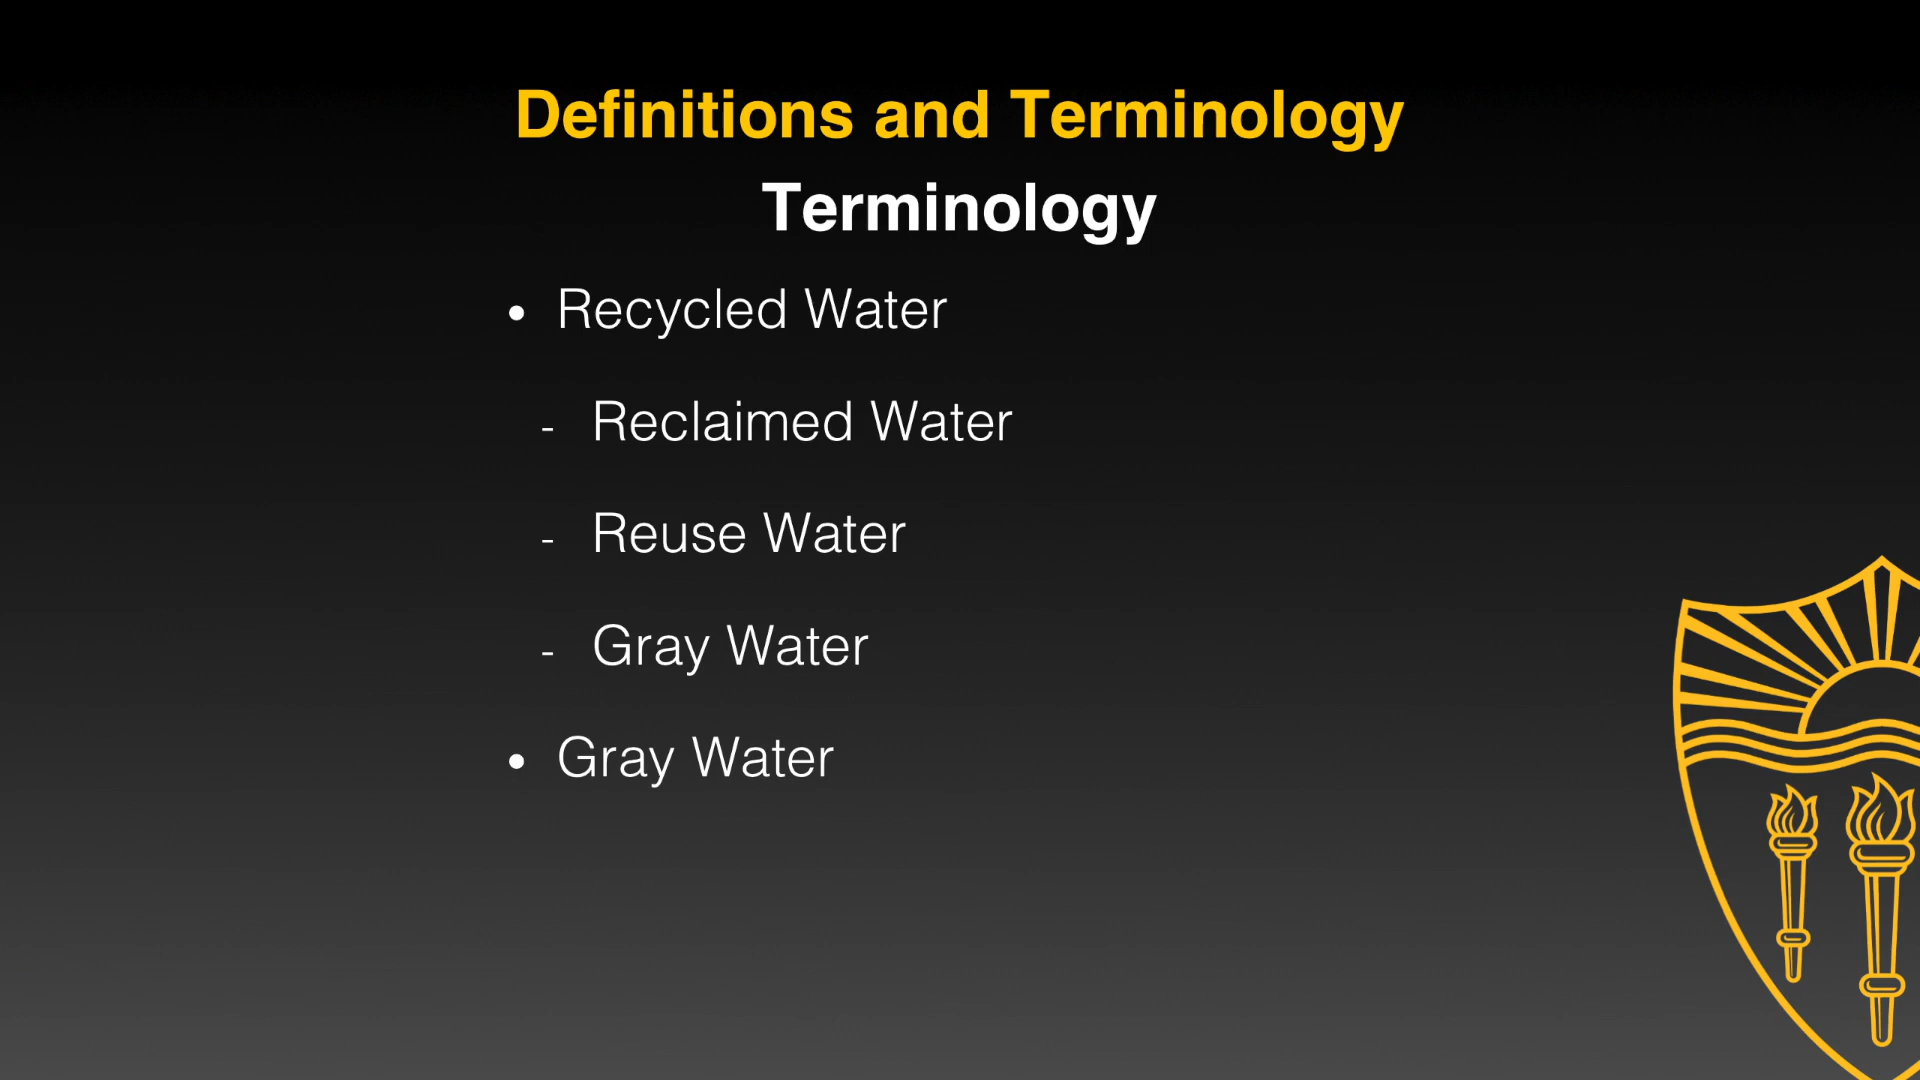 Definitions and Terminology
Terminology
• Recycled Water
- Reclaimed Water
- Reuse Water
- Gray Water
• Gray Water